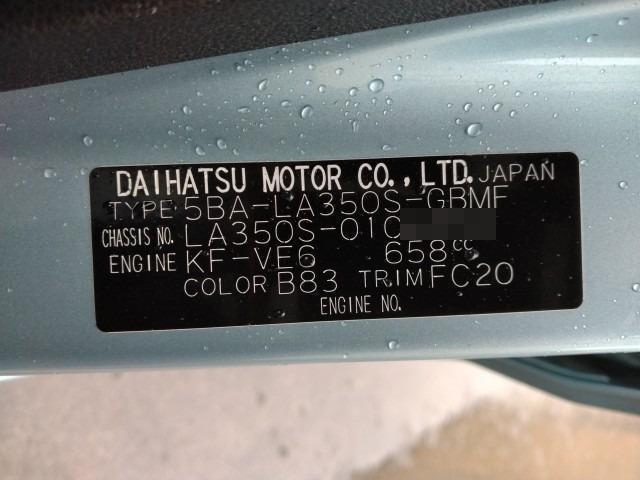 DAIHATSU MOTOR CO., LTD. JAPAN
TYPE 5BA-LA350S-GBMF
CHASSIS NO. LA350S-010
ENGINE KF-VE6 658cc
COLOR B83 TRIM FC20
ENGINE NO.